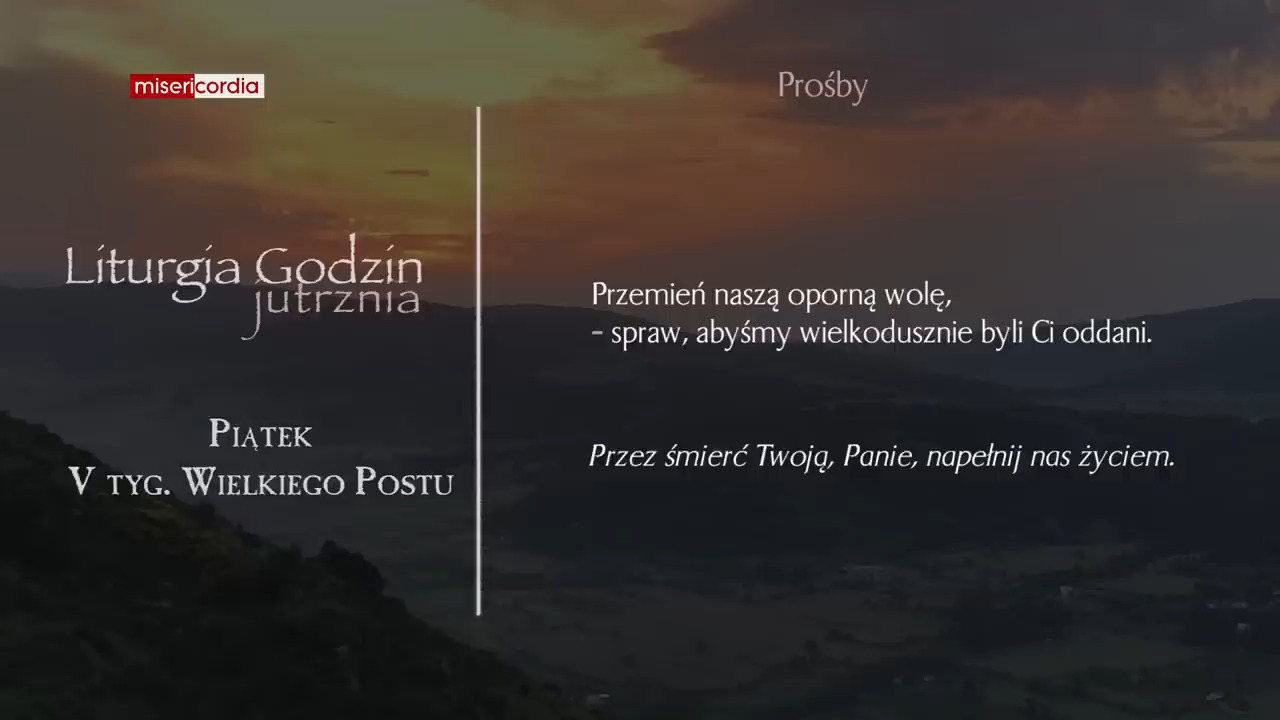 misericordia
Prośby
Liturgia Godzin
jutrznia
Piątek
V tyg. Wielkiego Postu
Przemień naszą oporną wolę,
- spraw, abyśmy wielkodusznie byli Ci oddani.
Przez śmierć Twoją, Panie, napełnij nas życiem.